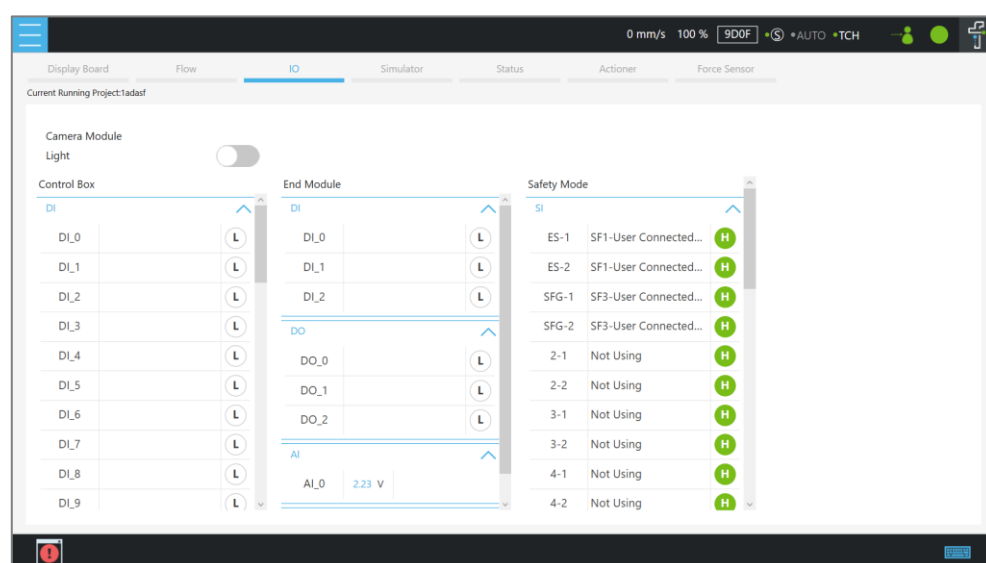 0 mm/s 100 % 9D0F S AUTO TCH
Display Board Flow IO Simulator Status Actioner Force Sensor
Current Running Project:1adasf
Camera Module
Light
Control Box End Module Safety Mode
DI DI SI
DI_0 L DI_0 L ES-1 SF1-User Connected... H
DI_1 L DI_1 L ES-2 SF1-User Connected... H
DI_2 L DI_2 L SFG-1 SF3-User Connected... H
DI_3 L SFG-2 SF3-User Connected... H
DO
DI_4 L DO_0 L 2-1 Not Using H
DI_5 L DO_1 L 2-2 Not Using H
DI_6 L DO_2 L 3-1 Not Using H
DI_7 L 3-2 Not Using H
AI
DI_8 L AI_0 2.23 V 4-1 Not Using H
DI_9 L 4-2 Not Using H